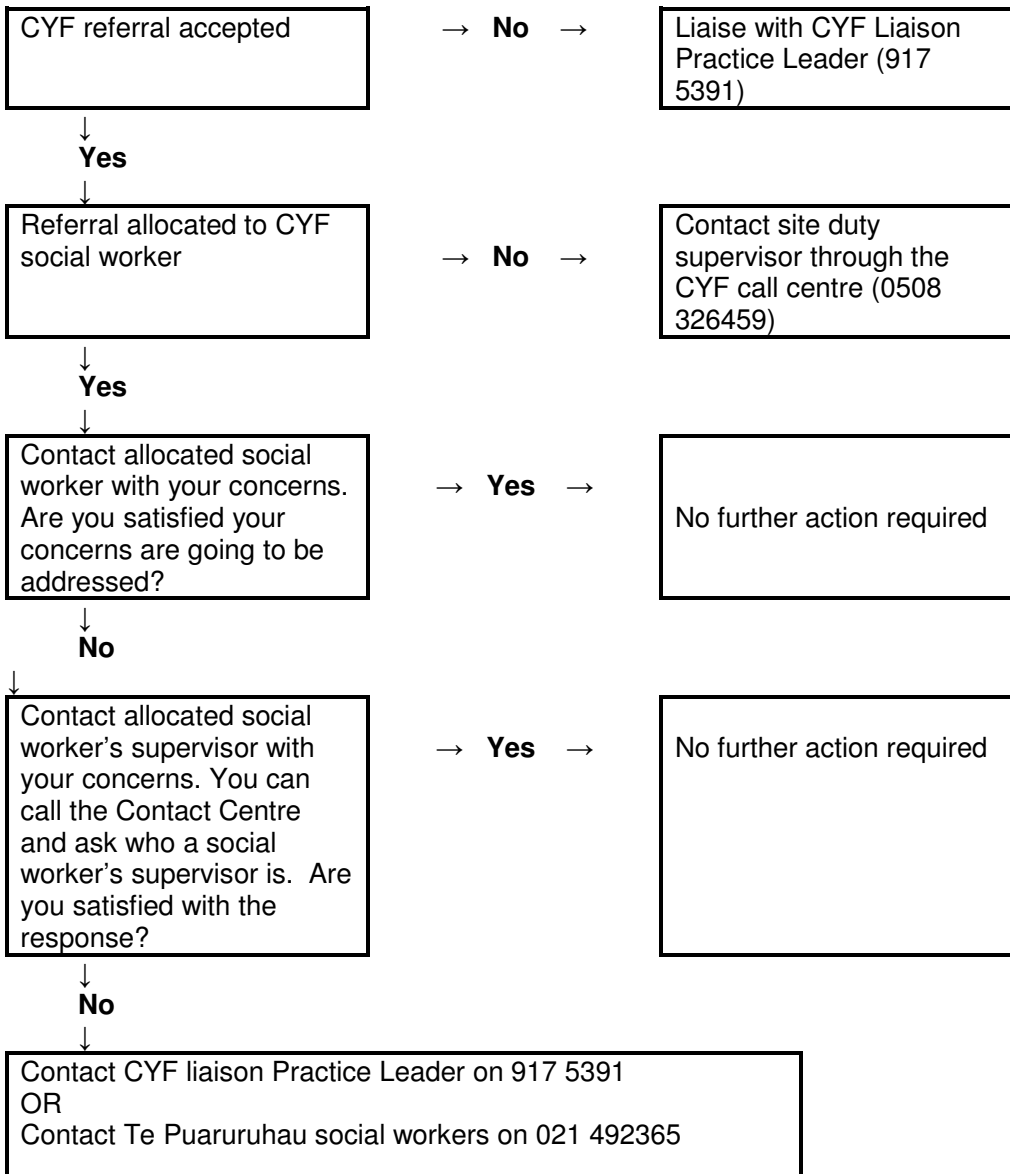 CYF referral accepted
→ No →
Liaise with CYF Liaison
Practice Leader (917
5391)
↓
Yes
↓
Referral allocated to CYF
social worker
→ No →
Contact site duty
supervisor through the
CYF call centre (0508
326459)
↓
Yes
↓
Contact allocated social
worker with your concerns.
Are you satisfied your
concerns are going to be
addressed?
→ Yes →
No further action required
↓
No
↓
Contact allocated social
worker’s supervisor with
your concerns. You can
call the Contact Centre
and ask who a social
worker’s supervisor is. Are
you satisfied with the
response?
→ Yes →
No further action required
↓
No
↓
Contact CYF liaison Practice Leader on 917 5391
OR
Contact Te Puaruruhau social workers on 021 492365